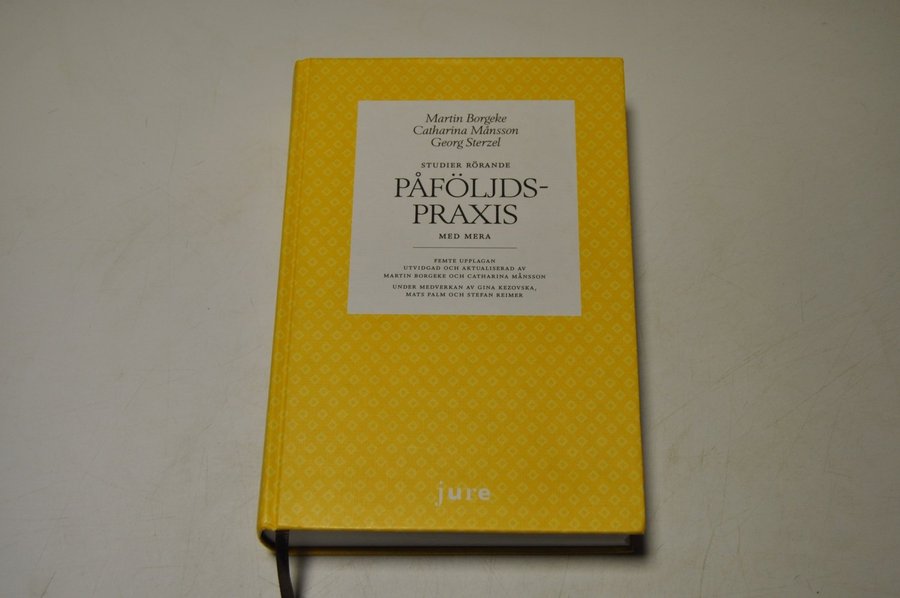 Martin Borgeke
Catharina Månsson
Georg Sterzel
STUDIER RÖRANDE
PÅFÖLJDS-
PRAXIS
MED MERA
FEMTE UPPLAGAN
UTVIDGAD OCH AKTUALISERAD AV
MARTIN BORGEKE OCH CATHARINA MÅNSSON
UNDER MEDVERKAN AV GINA KEZOVSKA,
MATS PALM OCH STEFAN REIMER
jure